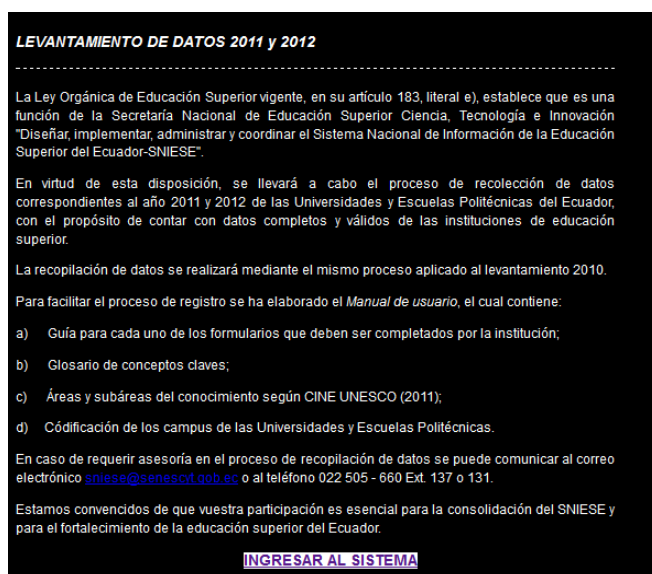 LEVANTAMIENTO DE DATOS 2011 y 2012
La Ley Orgánica de Educación Superior vigente, en su artículo 183, literal e), establece que es una
función de la Secretaría Nacional de Educación Superior Ciencia, Tecnología e Innovación
"Diseñar, implementar, administrar y coordinar el Sistema Nacional de Información de la Educación
Superior del Ecuador-SNIESE".
En virtud de esta disposición, se llevará a cabo el proceso de recolección de datos
correspondientes al año 2011 y 2012 de las Universidades y Escuelas Politécnicas del Ecuador,
con el propósito de contar con datos completos y válidos de las instituciones de educación
superior.
La recopilación de datos se realizará mediante el mismo proceso aplicado al levantamiento 2010.
Para facilitar el proceso de registro se ha elaborado el Manual de usuario, el cual contiene:
a) Guía para cada uno de los formularios que deben ser completados por la institución;
b) Glosario de conceptos claves;
c) Áreas y subáreas del conocimiento según CINE UNESCO (2011);
d) Códificación de los campus de las Universidades y Escuelas Politécnicas.
En caso de requerir asesoría en el proceso de recopilación de datos se puede comunicar al correo
electrónico sniese@senescyt.gob.ec o al teléfono 022 505 - 660 Ext. 137 o 131.
Estamos convencidos de que vuestra participación es esencial para la consolidación del SNIESE y
para el fortalecimiento de la educación superior del Ecuador.
INGRESAR AL SISTEMA